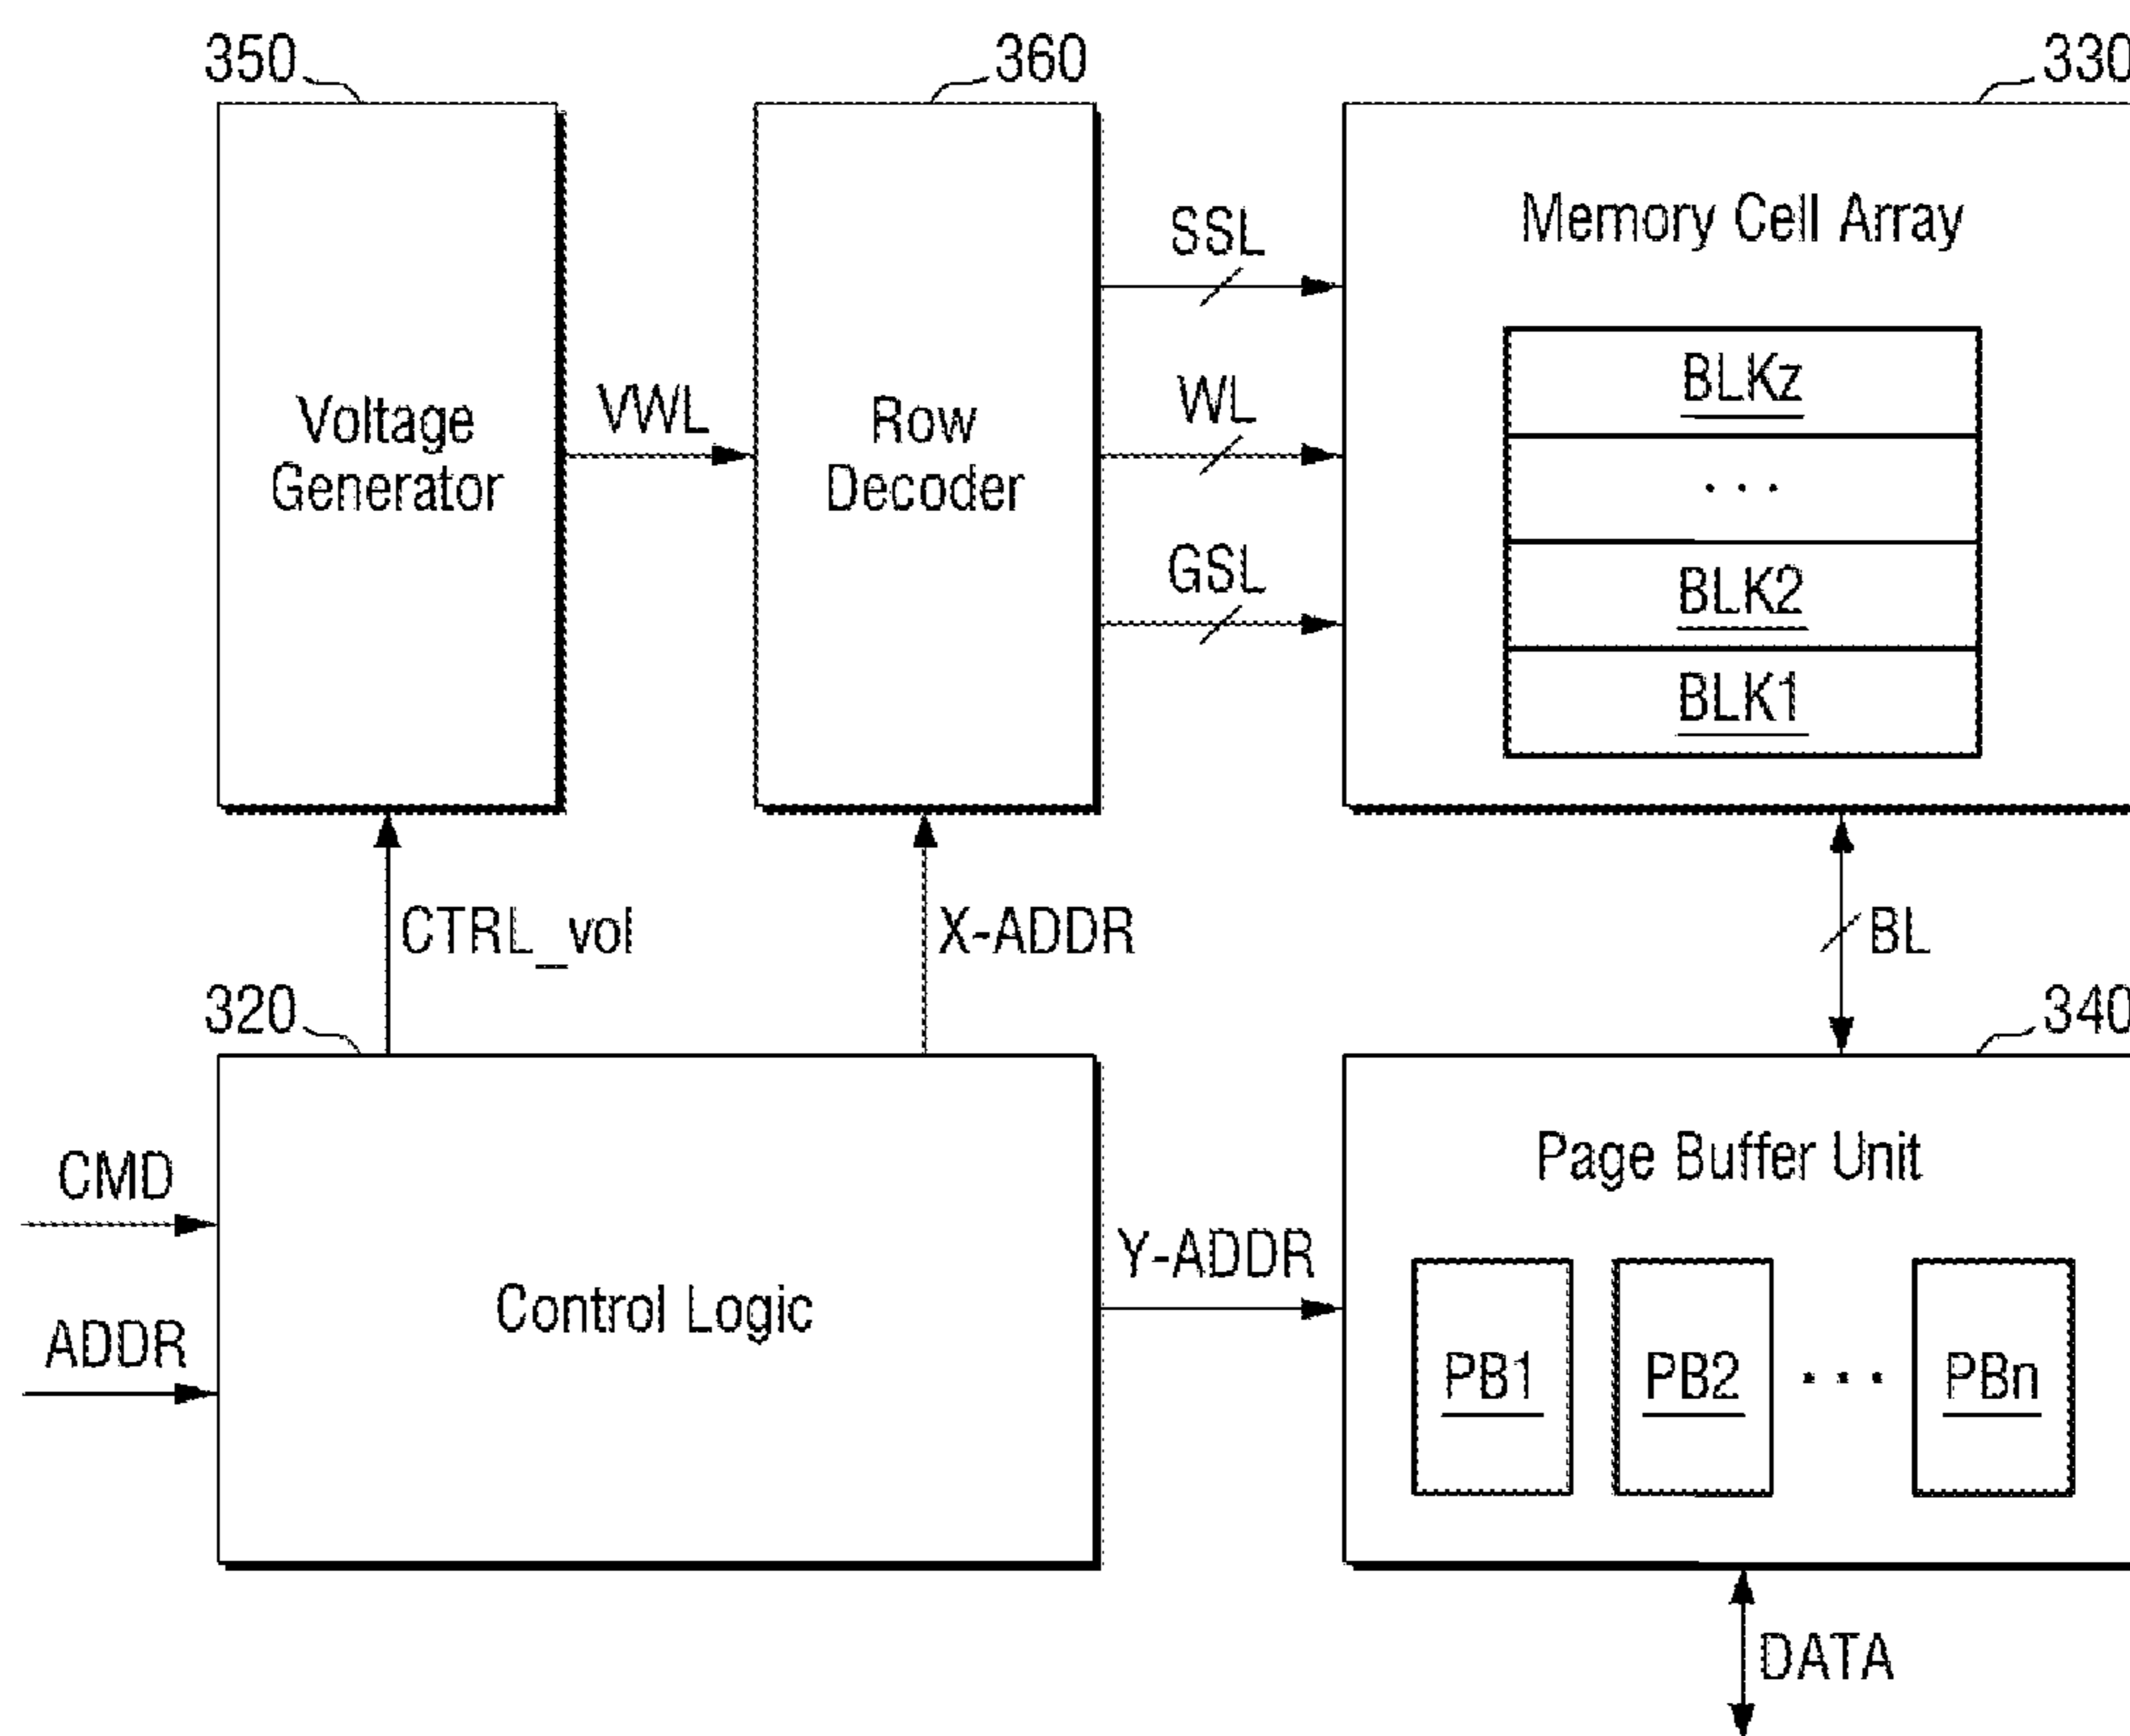 350
360
330
Memory Cell Array
SSL
BLKz
WL
VWL
Voltage
Generator
Row
Decoder
...
GSL
BLK2
BLK1
CTRL_vol
X-ADDR
BL
320
340
CMD
Page Buffer Unit
Y-ADDR
Control Logic
ADDR
PB1 PB2 ... PBn
DATA